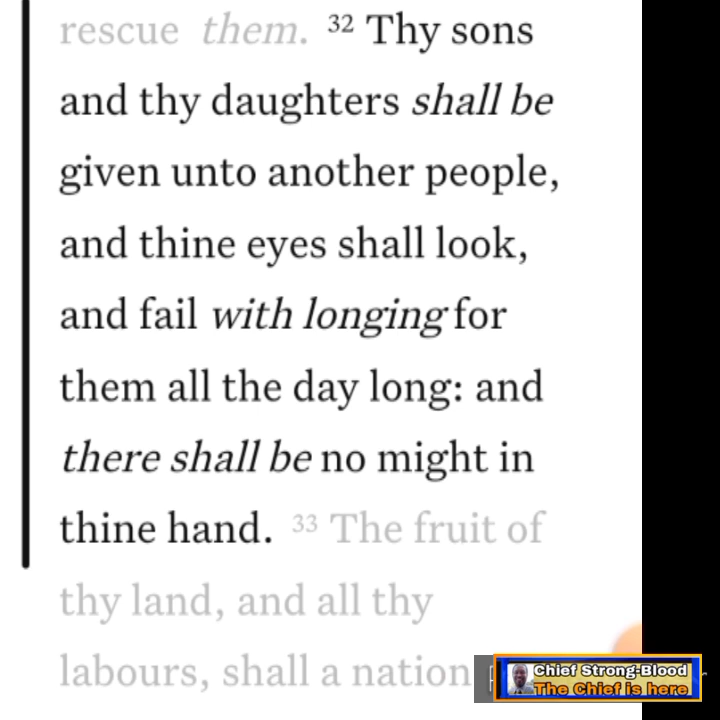 rescue them. 32 Thy sons
and thy daughters shall be
given unto another people,
and thine eyes shall look,
and fail with longing for
them all the day long: and
there shall be no might in
thine hand. 33 The fruit of
thy land, and all thy
labours, shall a nation
Chief Strong-Blood
The Chief is here